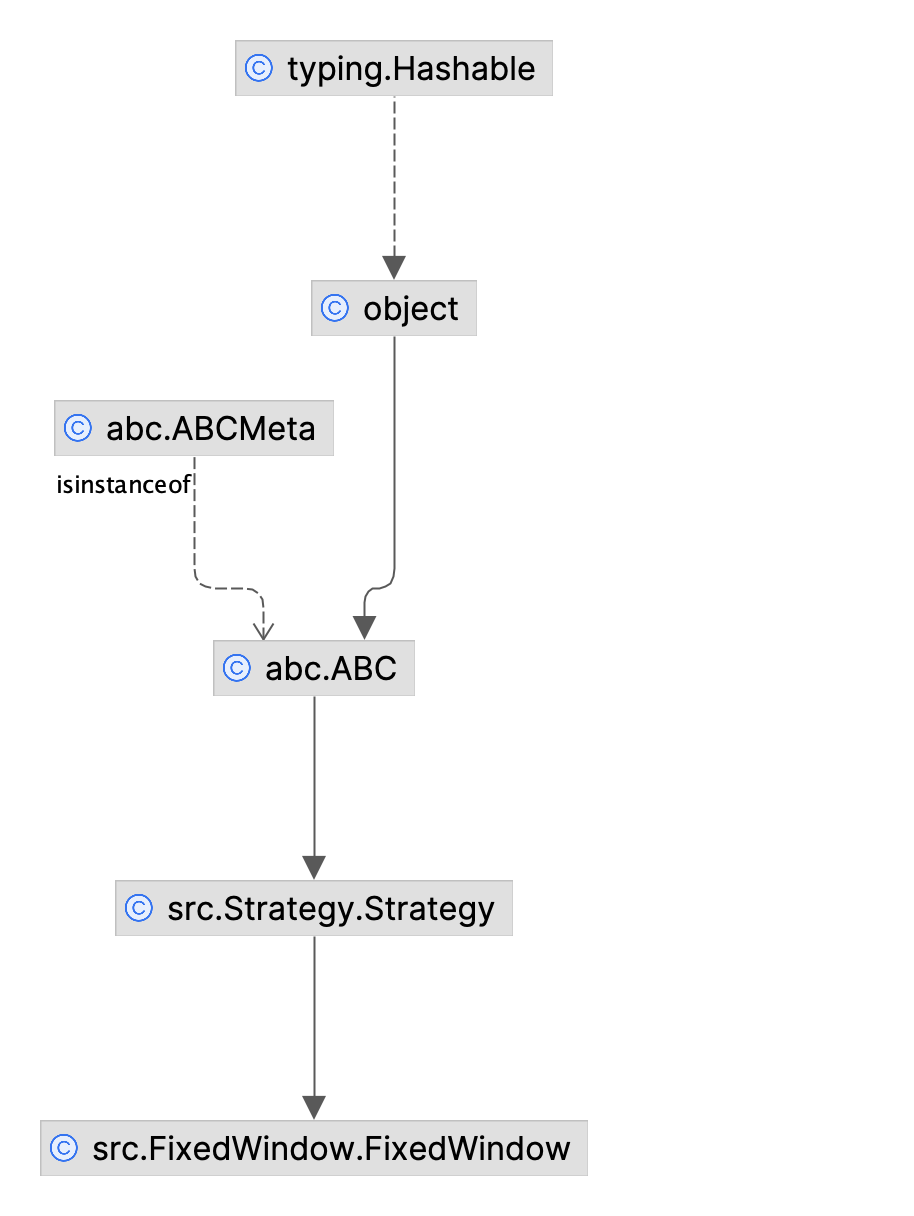 © typing.Hashable
© object
© abc.ABCMeta
isinstanceof
© abc.ABC
© src.Strategy.Strategy
© src.FixedWindow.FixedWindow